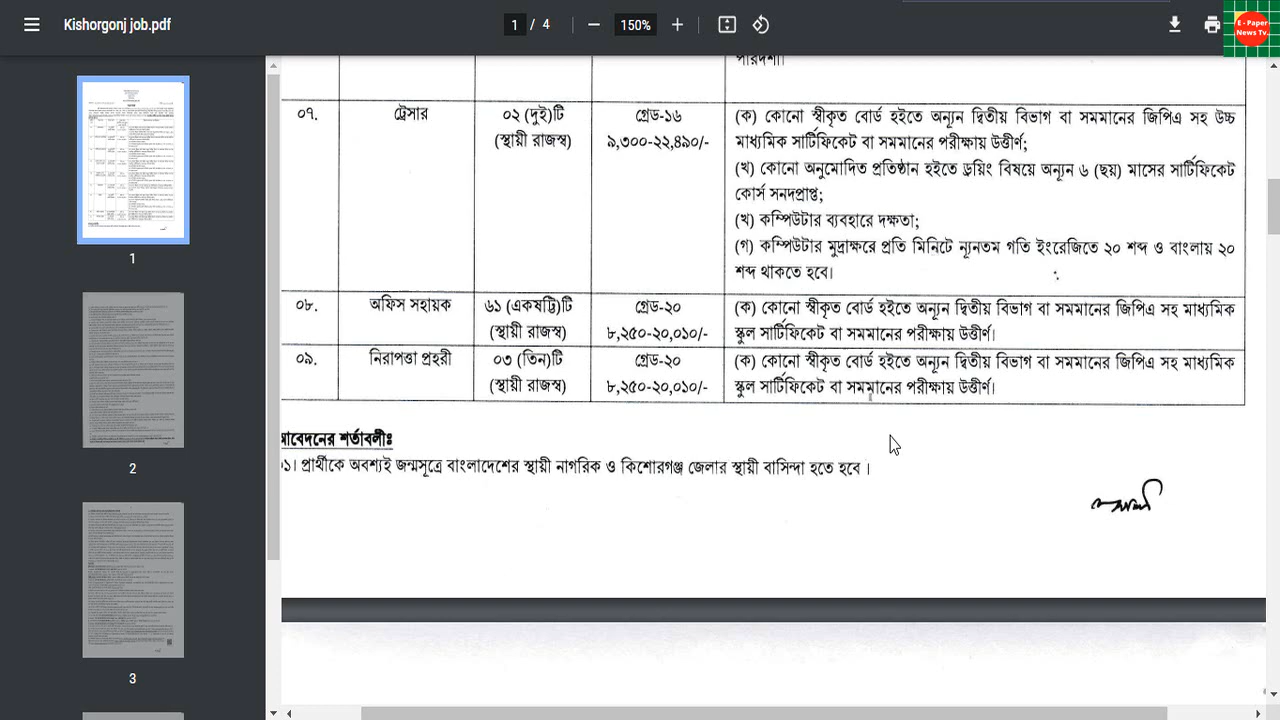 Kishorgonj job.pdf
1 / 4
150%
E - Paper
News Tv.
পারদর্শী।
০৭. ট্রেসার ০২ (দুই)টি গ্রেড-১৬ (ক) কোনো স্বীকৃত বোর্ড হইতে অন্যূন দ্বিতীয় বিভাগ বা সমমানের জিপিএ সহ উচ্চ
(স্থায়ী রাজস্ব) ৯,৩০০-২২,৪৯০/- মাধ্যমিক সার্টিফিকেট বা সমমানের পরীক্ষায় উত্তীর্ণ;
(খ) কোনো অনুমোদিত প্রতিষ্ঠান হইতে ড্রায়িং বিষয়ে অন্যূন ৬ (ছয়) মাসের সার্টিফিকেট
কোর্স সনদপ্রাপ্ত;
(খ) কম্পিউটার ব্যবহারে দক্ষতা;
(গ) কম্পিউটার মুদ্রাক্ষরে প্রতি মিনিটে ন্যূনতম গতি ইংরেজিতে ২০ শব্দ ও বাংলায় ২০
শব্দ থাকতে হবে।
০৮. অফিস সহায়ক ৬১ (একষট্টি)টি গ্রেড-২০ (ক) কোনো স্বীকৃত বোর্ড হইতে অন্যূন দ্বিতীয় বিভাগ বা সমমানের জিপিএ সহ মাধ্যমিক
(স্থায়ী রাজস্ব) ৮,২৫০-২০,০১০/- স্কুল সার্টিফিকেট বা সমমানের পরীক্ষায় উত্তীর্ণ।
০৯. নিরাপত্তা প্রহরী ০৩ (তিন)টি গ্রেড-২০ (ক) কোনো স্বীকৃত বোর্ড হইতে অন্যূন দ্বিতীয় বিভাগ বা সমমানের জিপিএ সহ মাধ্যমিক
(স্থায়ী রাজস্ব) ৮,২৫০-২০,০১০/- স্কুল সার্টিফিকেট বা সমমানের পরীক্ষায় উত্তীর্ণ।
আবেদনের শর্তাবলীঃ
০১। প্রার্থীকে অবশ্যই জন্মসূত্রে বাংলাদেশের স্থায়ী নাগরিক ও কিশোরগঞ্জ জেলার স্থায়ী বাসিন্দা হতে হবে।
1
2
3